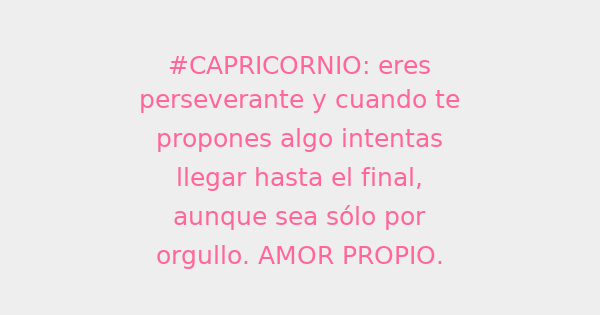 #CAPRICORNIO: eres
perseverante y cuando te
propones algo intentas
llegar hasta el final,
aunque sea sólo por
orgullo. AMOR PROPIO.